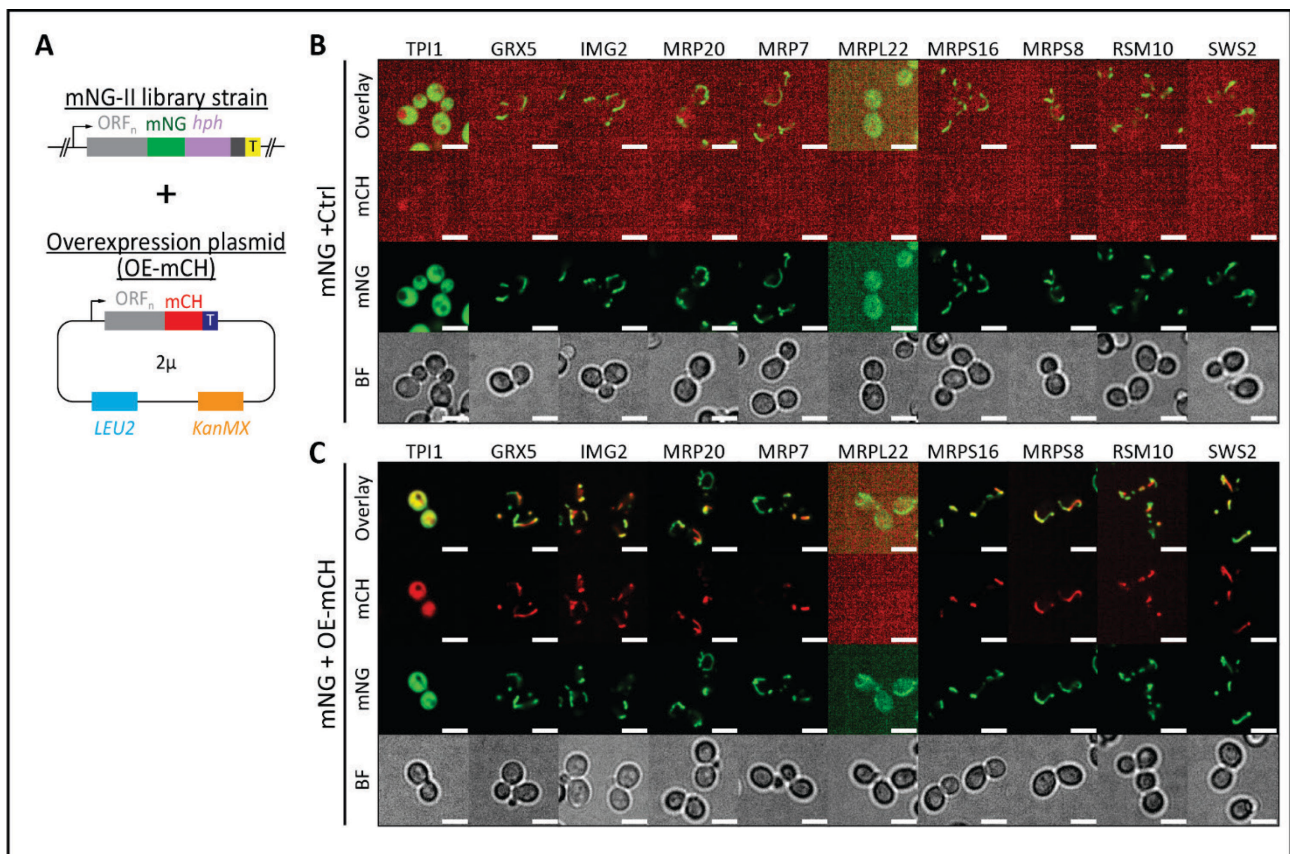 A
mNG-II library strain
ORFn mNG hph
T
+
Overexpression plasmid
(OE-mCH)
ORFn mCH
T
2μ
LEU2 KanMX
B
TPI1 GRX5 IMG2 MRP20 MRP7 MRPL22 MRPS16 MRPS8 RSM10 SWS2
mNG +Ctrl
Overlay
mCH
mNG
BF
C
TPI1 GRX5 IMG2 MRP20 MRP7 MRPL22 MRPS16 MRPS8 RSM10 SWS2
mNG + OE-mCH
Overlay
mCH
mNG
BF